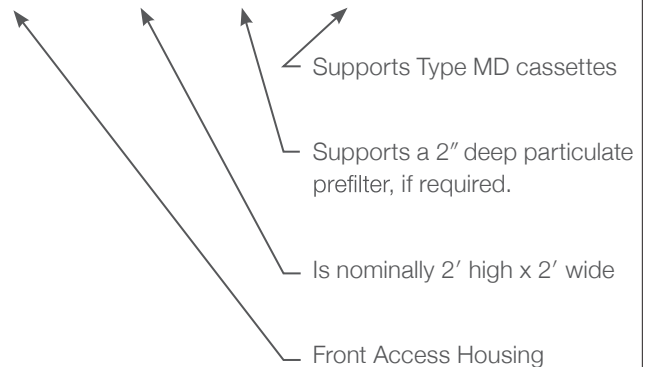 Supports Type MD cassettes
Supports a 2″ deep particulate
prefilter, if required.
Is nominally 2′ high x 2′ wide
Front Access Housing